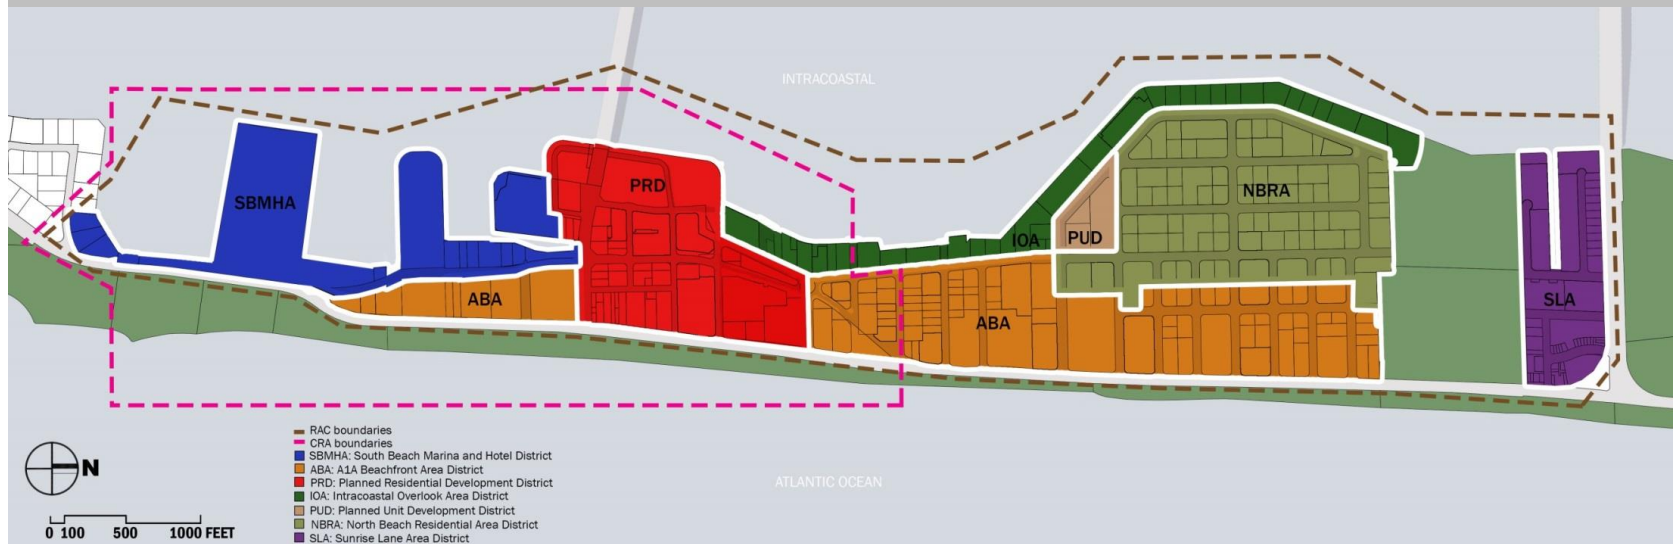 INTRACOASTAL
SBMHA
PRD
NBRA
IOA
PUD
ABA
SLA
ABA
N
ATLANTIC OCEAN
0 100 500 1000 FEET
RAC boundaries
CRA boundaries
SBMHA: South Beach Marina and Hotel District
ABA: A1A Beachfront Area District
PRD: Planned Residential Development District
IOA: Intracoastal Overlook Area District
PUD: Planned Unit Development District
NBRA: North Beach Residential Area District
SLA: Sunrise Lane Area District